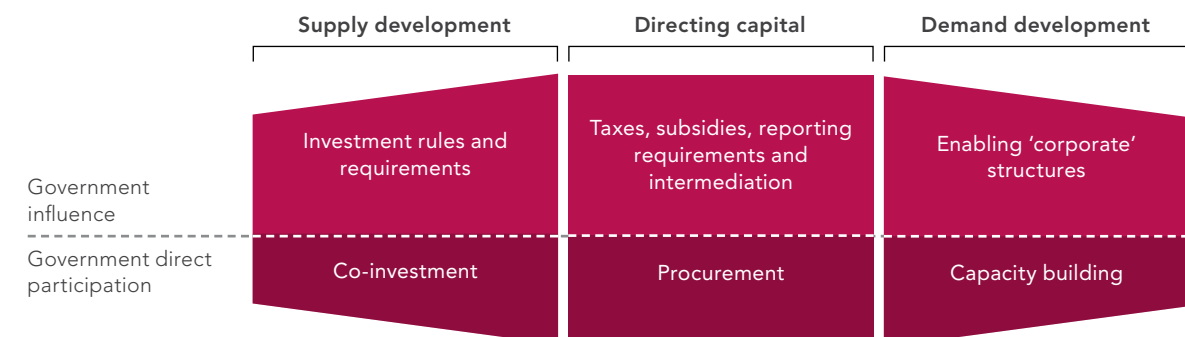 Supply development
Directing capital
Demand development
Investment rules and
requirements
Taxes, subsidies, reporting
requirements and
intermediation
Enabling ‘corporate’
structures
Government
influence
Government direct
participation
Co-investment
Procurement
Capacity building